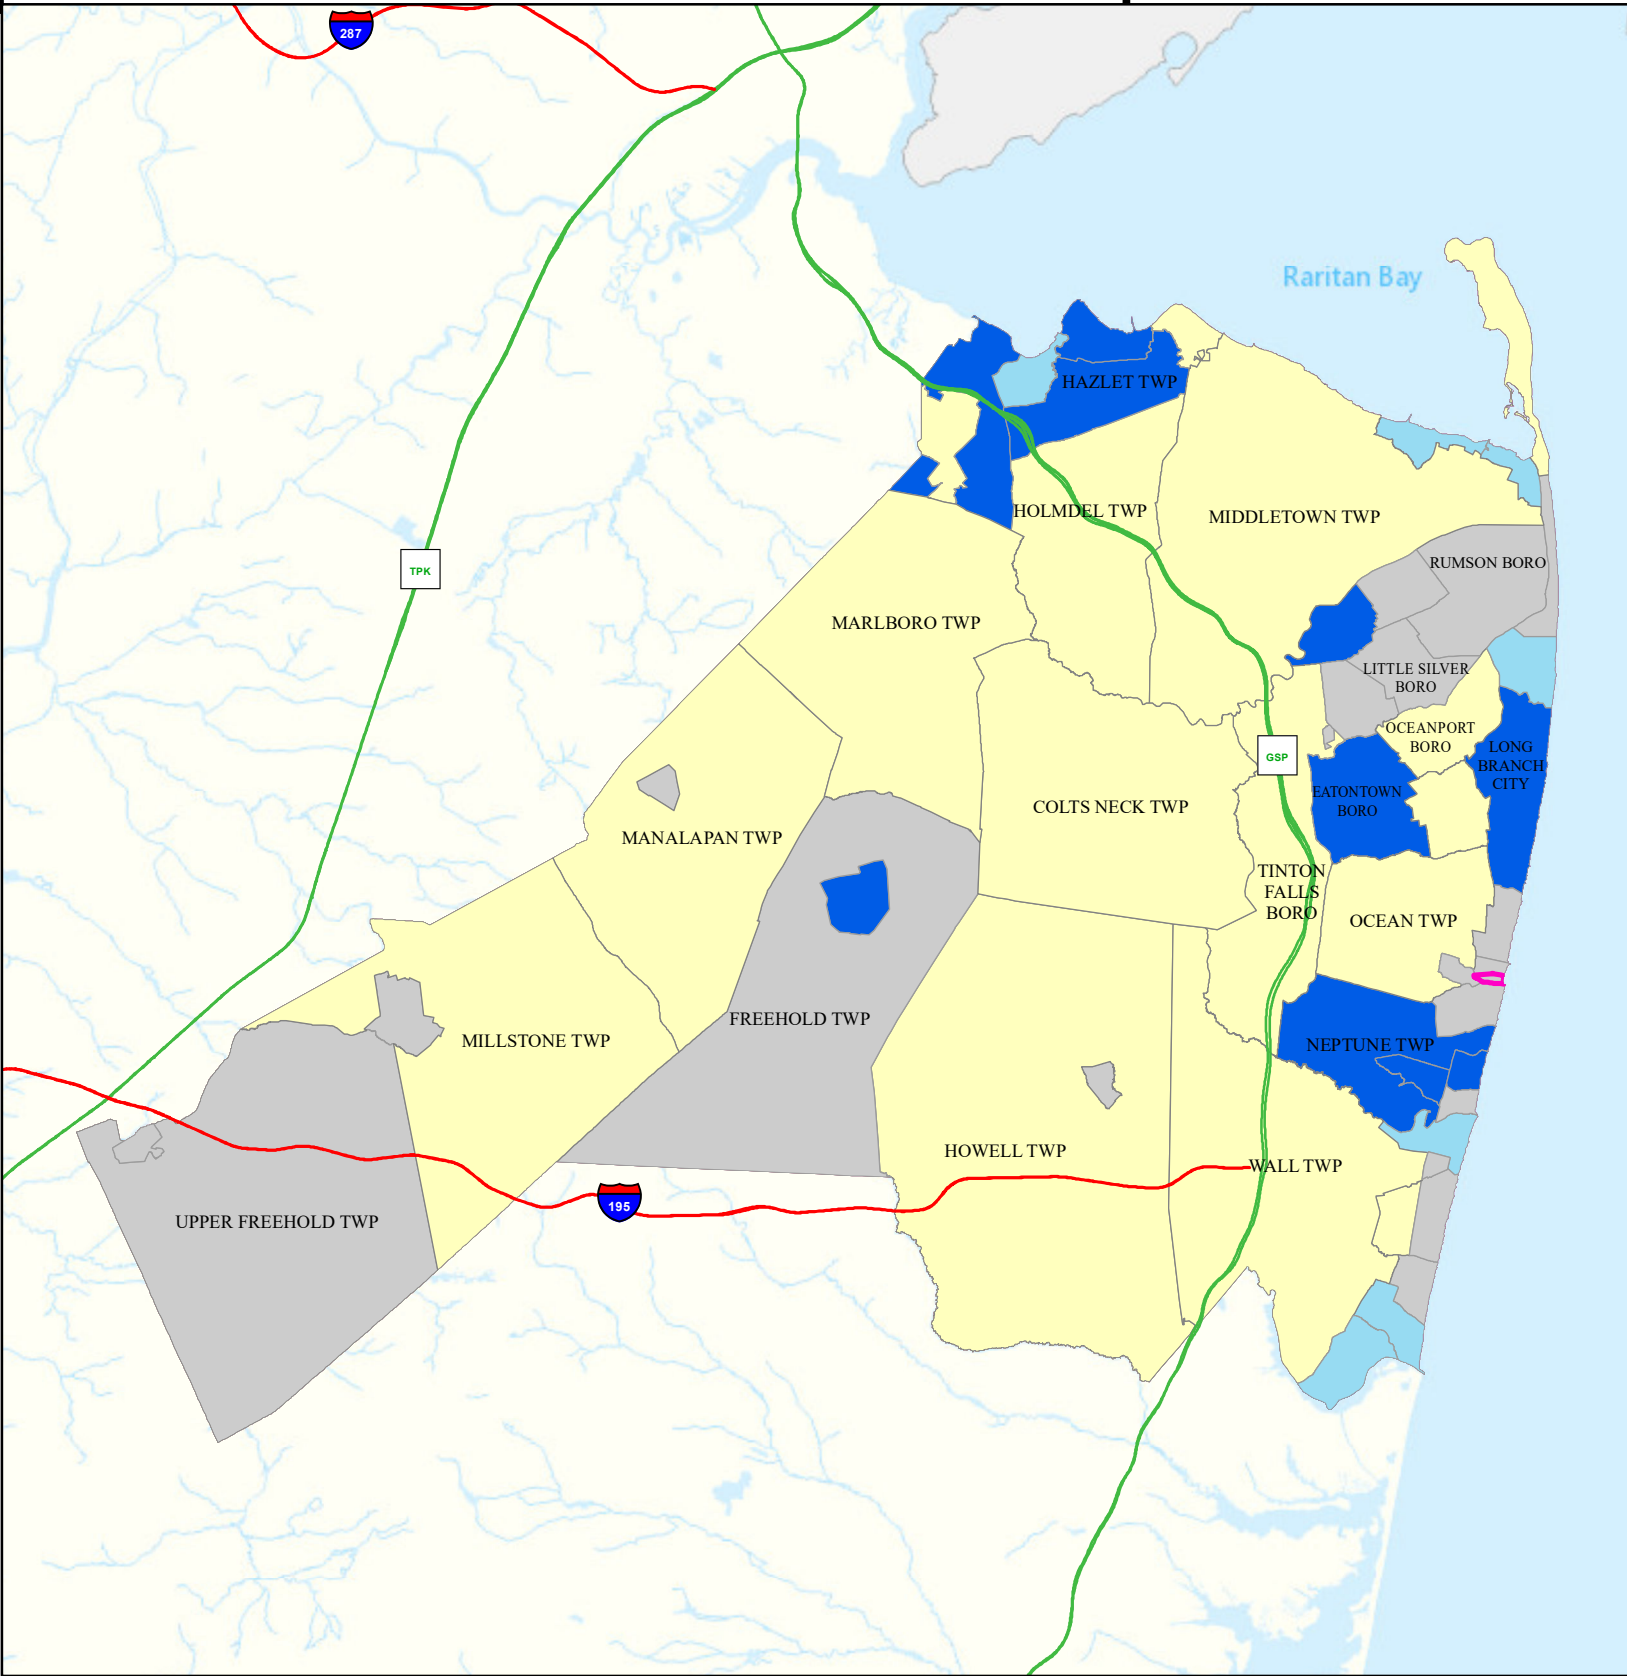 287
Raritan Bay
HAZLET TWP
HOLMDEL TWP
MIDDLETOWN TWP
TPK
RUMSON BORO
MARLBORO TWP
LITTLE SILVER
BORO
OCEANPORT
BORO
LONG
BRANCH
CITY
GSP
EATONTOWN
BORO
COLTS NECK TWP
MANALAPAN TWP
TINTON
FALLS
BORO
OCEAN TWP
FREEHOLD TWP
MILLSTONE TWP
NEPTUNE TWP
HOWELL TWP
WALL TWP
195
UPPER FREEHOLD TWP